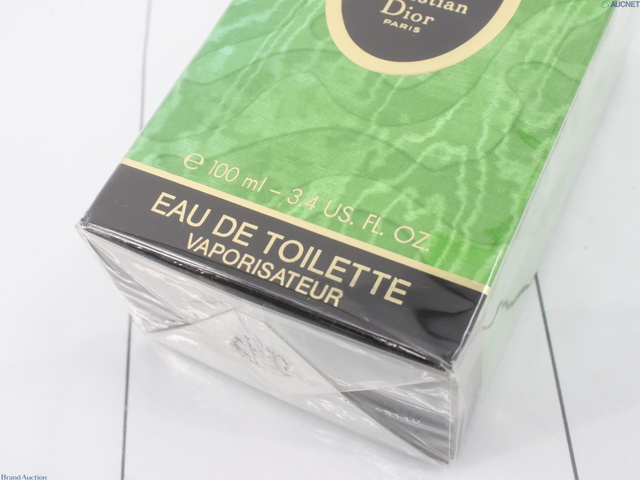 AUCNET
Dior
PARIS
e 100 ml - 3.4 US. FL. OZ.
EAU DE TOILETTE
VAPORISATEUR
Brand Auction